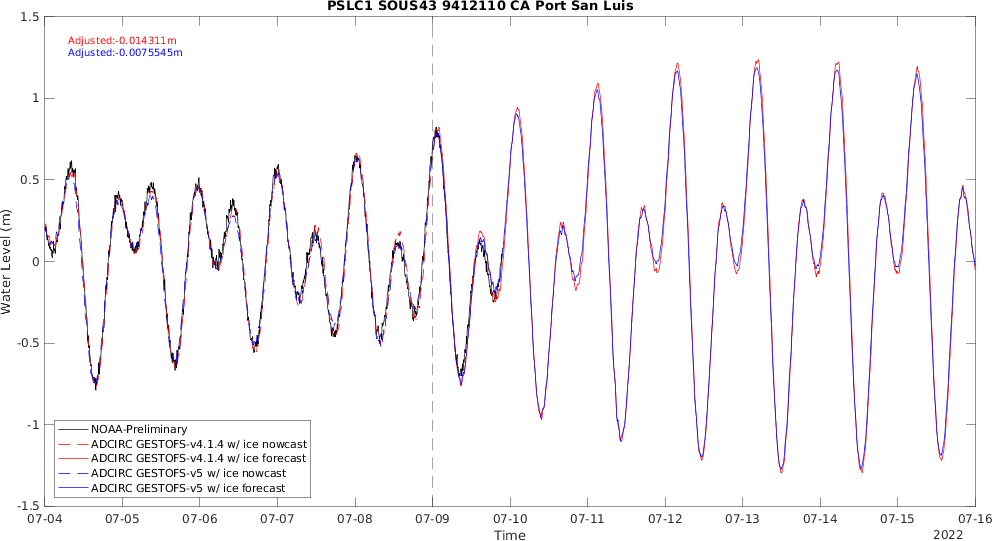 PSLC1 SOUS43 9412110 CA Port San Luis
Adjusted:-0.014311m
Adjusted:-0.0075545m
1.5
1
0.5
0
-0.5
-1
-1.5
Water Level (m)
NOAA-Preliminary
ADCIRC GESTOFS-v4.1.4 w/ ice nowcast
ADCIRC GESTOFS-v4.1.4 w/ ice forecast
ADCIRC GESTOFS-v5 w/ ice nowcast
ADCIRC GESTOFS-v5 w/ ice forecast
07-04 07-05 07-06 07-07 07-08 07-09 07-10 07-11 07-12 07-13 07-14 07-15 07-16
Time
2022